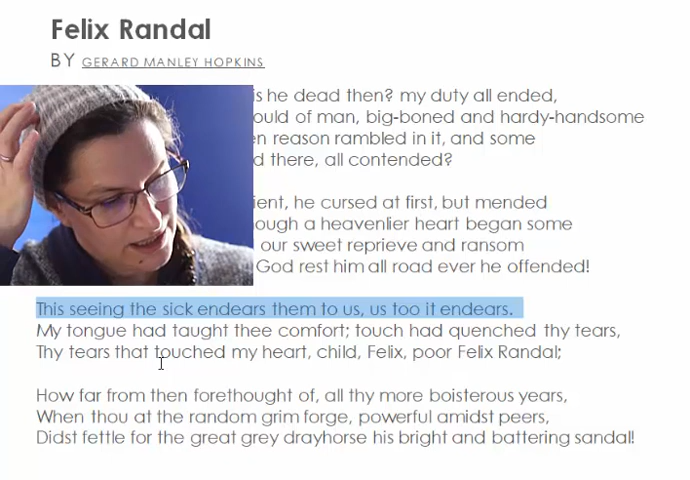 Felix Randal
BY GERARD MANLEY HOPKINS
is he dead then? my duty all ended,
ould of man, big-boned and hardy-handsome
en reason rambled in it, and some
d there, all contended?
ient, he cursed at first, but mended
ough a heavenlier heart began some
our sweet reprieve and ransom
God rest him all road ever he offended!
This seeing the sick endears them to us, us too it endears.
My tongue had taught thee comfort; touch had quenched thy tears,
Thy tears that touched my heart, child, Felix, poor Felix Randal;
How far from then forethought of, all thy more boisterous years,
When thou at the random grim forge, powerful amidst peers,
Didst fettle for the great grey drayhorse his bright and battering sandal!